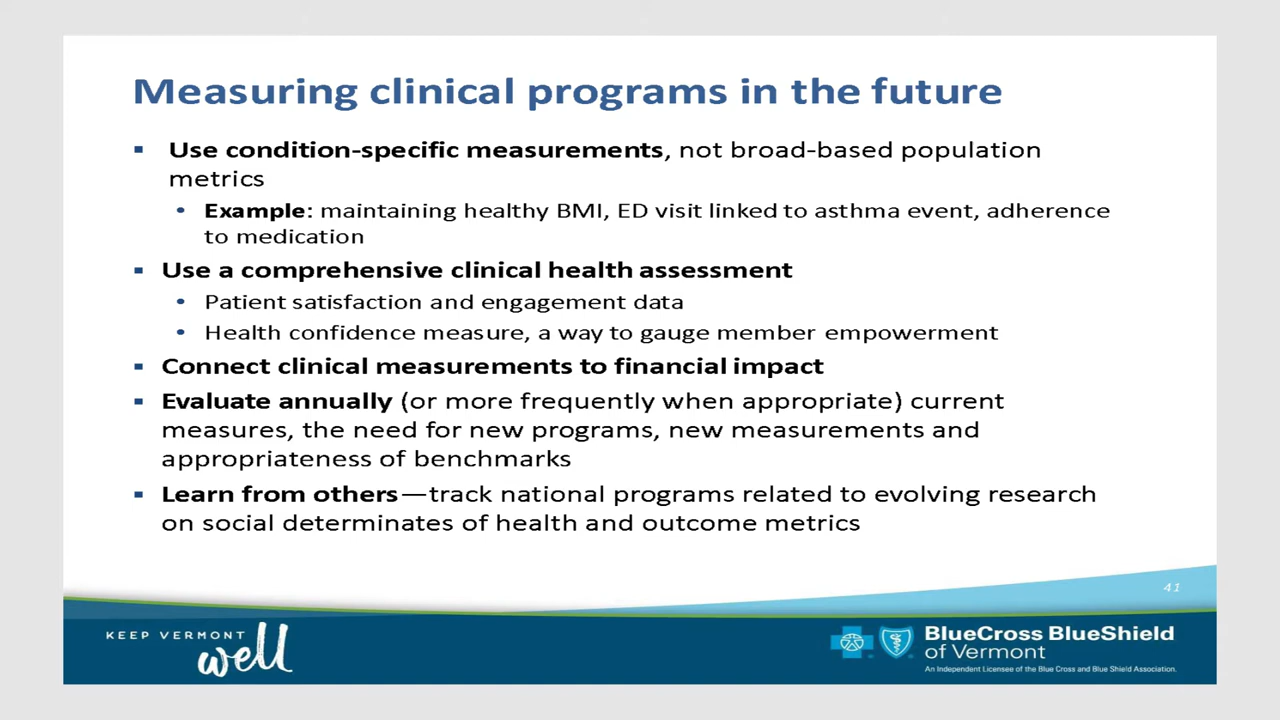 Measuring clinical programs in the future
▪ Use condition-specific measurements, not broad-based population
metrics
• Example: maintaining healthy BMI, ED visit linked to asthma event, adherence
to medication
▪ Use a comprehensive clinical health assessment
• Patient satisfaction and engagement data
• Health confidence measure, a way to gauge member empowerment
▪ Connect clinical measurements to financial impact
▪ Evaluate annually (or more frequently when appropriate) current
measures, the need for new programs, new measurements and
appropriateness of benchmarks
▪ Learn from others—track national programs related to evolving research
on social determinates of health and outcome metrics
41
KEEP VERMONT
well
BlueCross BlueShield
of Vermont
An Independent Licensee of the Blue Cross and Blue Shield Association.